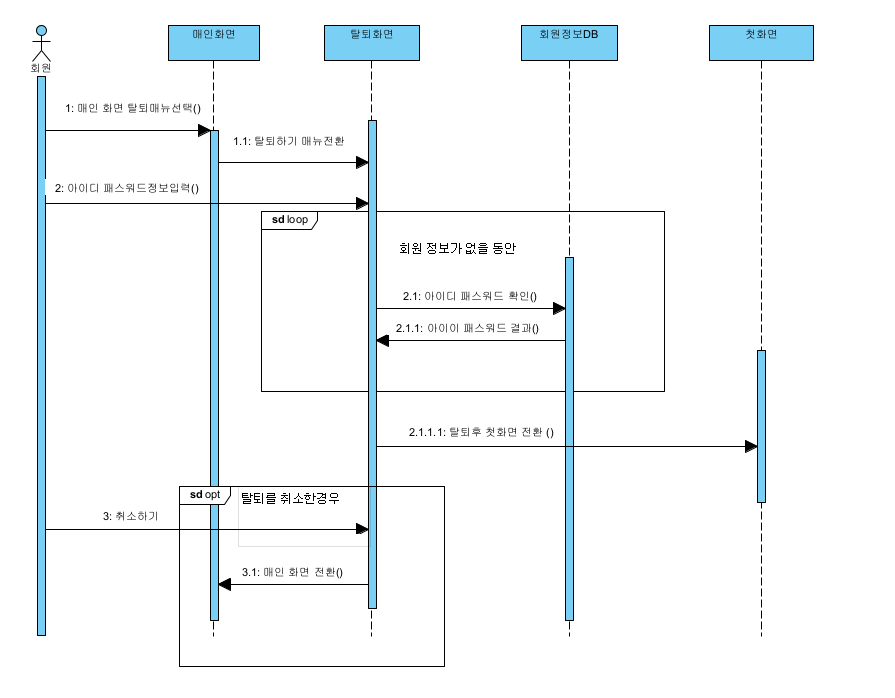 매인화면
탈퇴화면
회원정보DB
첫화면
회원
1: 매인 화면 탈퇴매뉴선택()
1.1: 탈퇴하기 매뉴전환
2: 아이디 패스워드정보입력()
sd loop
회원 정보가 없을 동안
2.1: 아이디 패스워드 확인()
2.1.1: 아이이 패스워드 결과()
2.1.1.1: 탈퇴후 첫화면 전환 ()
sd opt
탈퇴를 취소한경우
3: 취소하기
3.1: 매인 화면 전환()